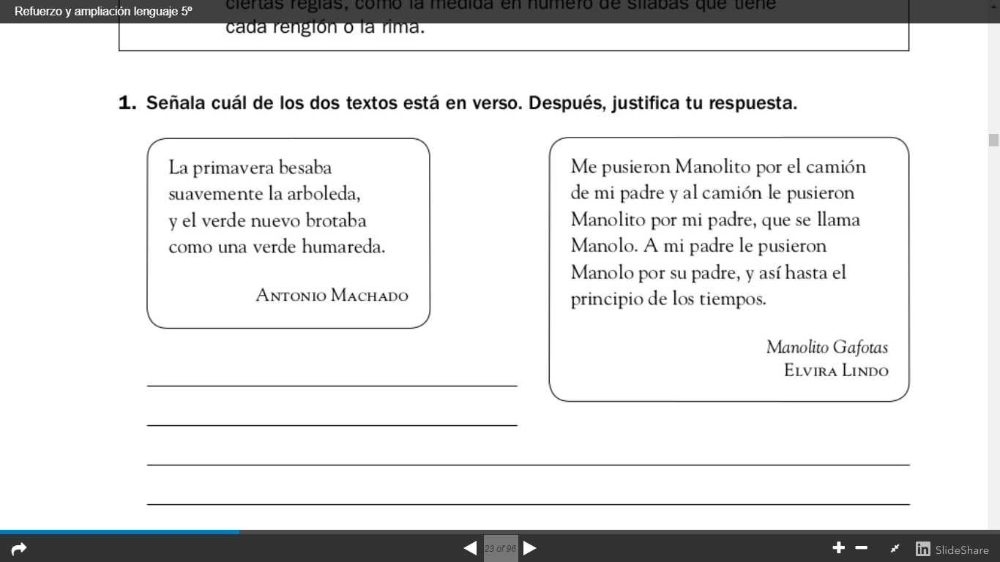 Refuerzo y ampliación lenguaje 5º
ciertas reglas, como la medida en número de sílabas que tiene
cada renglón o la rima.
1. Señala cuál de los dos textos está en verso. Después, justifica tu respuesta.
La primavera besaba
suavemente la arboleda,
y el verde nuevo brotaba
como una verde humareda.
ANTONIO MACHADO
Me pusieron Manolito por el camión
de mi padre y al camión le pusieron
Manolito por mi padre, que se llama
Manolo. A mi padre le pusieron
Manolo por su padre, y así hasta el
principio de los tiempos.
Manolito Gafotas
ELVIRA LINDO
23 of 96
in SlideShare